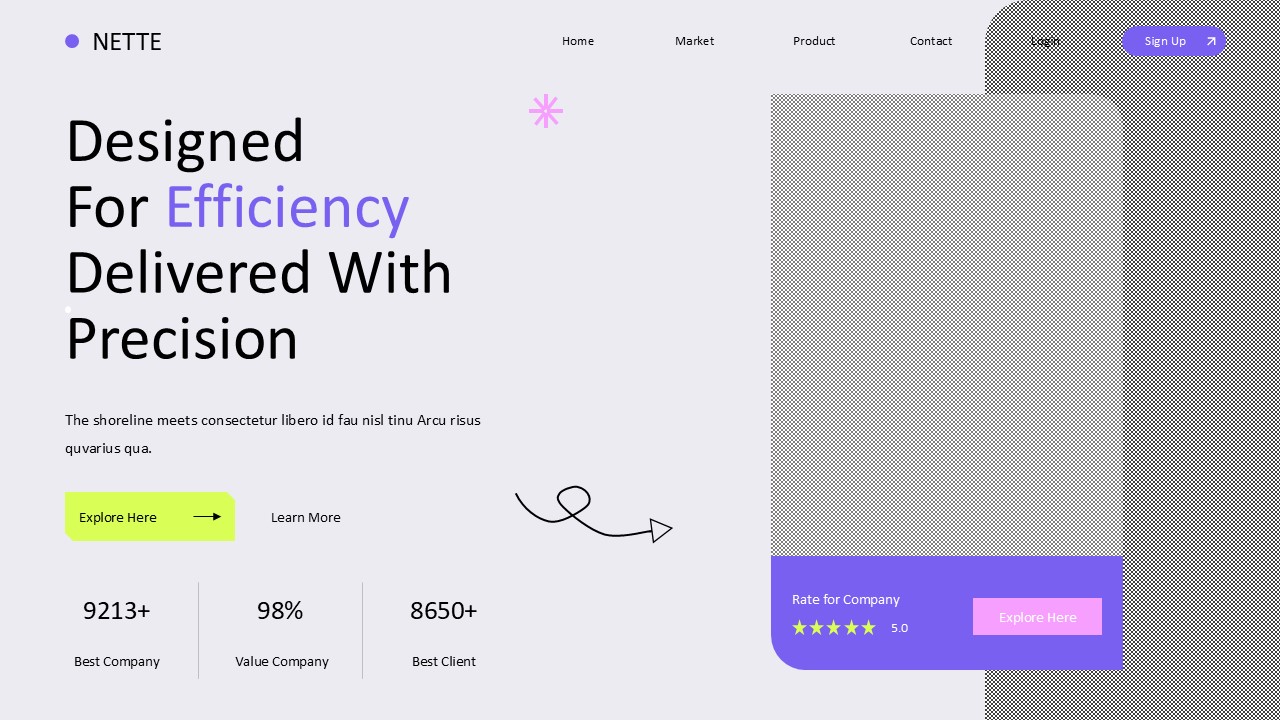 NETTE
Home
Market
Product
Contact
Login
Sign Up
Designed
For Efficiency
Delivered With
Precision
The shoreline meets consectetur libero id fau nisl tinu Arcu risus
quvarius qua.
Explore Here
Learn More
9213+
98%
8650+
Best Company
Value Company
Best Client
Rate for Company
5.0
Explore Here